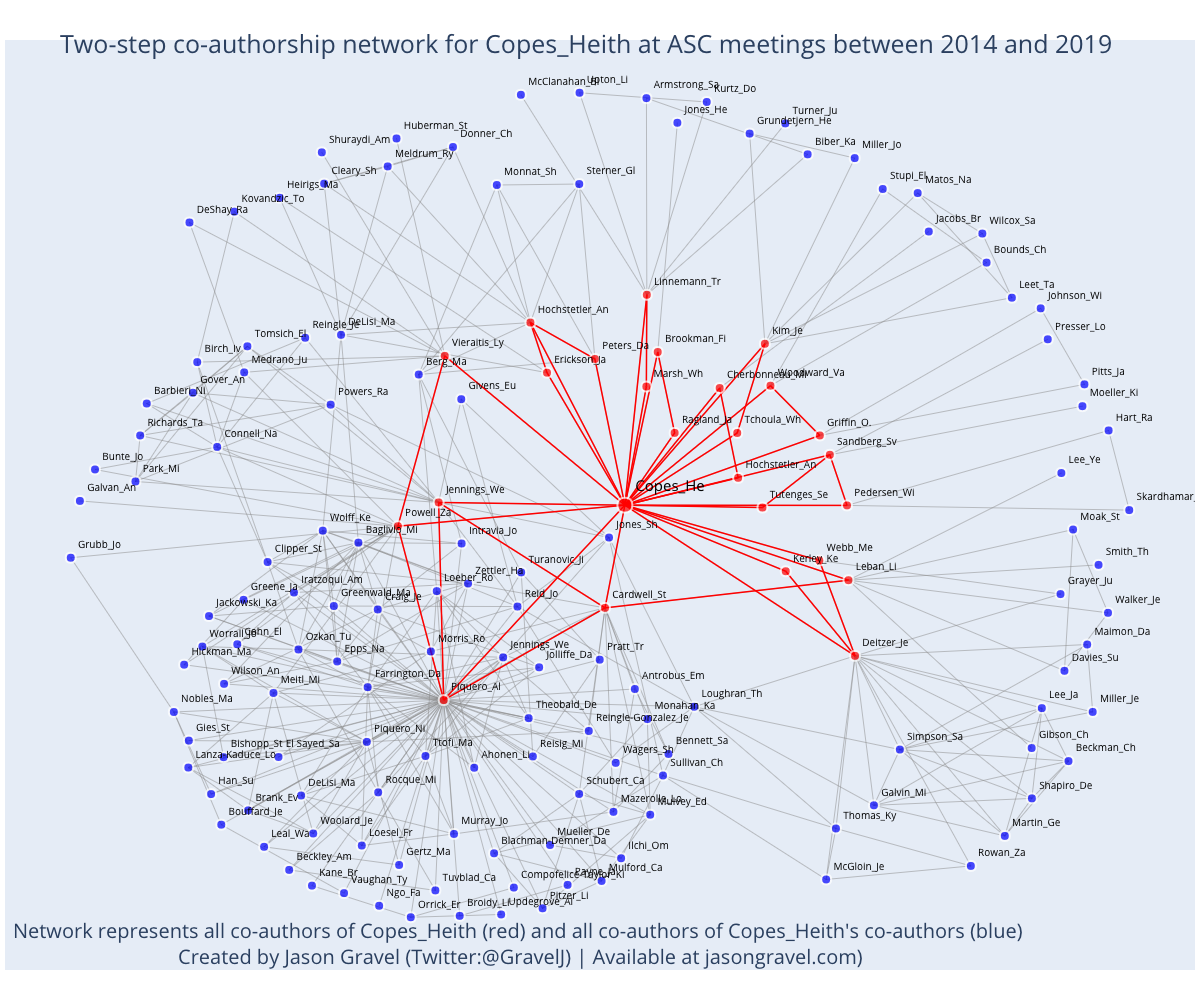 Two-step co-authorship network for Copes_Heith at ASC meetings between 2014 and 2019
McClanahan_Bi
Upton_Li
Armstrong_Sa
Kurtz_Do
Jones_He
Turner_Ju
Grundetjern_He
Biber_Ka
Miller_Jo
Huberman_St
Donner_Ch
Shuraydi_Am
Meldrum_Ry
Cleary_Sh
Heirigs_Ma
Kovandzic_To
DeShay_Ra
Monnat_Sh
Sterner_Gl
Stupi_El
Matos_Na
Jacobs_Br
Wilcox_Sa
Bounds_Ch
Leet_Ta
Johnson_Wi
Presser_Lo
Linnemann_Tr
Hochstetler_An
Kim_Je
Brookman_Fi
Peters_Da
Vieraitis_Ly
Erickson_Ja
Berg_Ma
DeLisi_Ma
Reingle_Je
Tomsich_El
Birch_Iv
Medrano_Ju
Gover_An
Barbieri_Ni
Marsh_Wh
Cherbonneau_Mi
Woodward_Va
Pitts_Ja
Moeller_Ki
Hart_Ra
Givens_Eu
Powers_Ra
Richards_Ta
Connell_Na
Ragland_Ja
Tchoula_Wh
Griffin_O.
Sandberg_Sv
Bunte_Jo
Park_Mi
Galvan_An
Hochstetler_An
Lee_Ye
Copes_He
Jennings_We
Tutenges_Se
Pedersen_Wi
Skardhamar_
Powell_Za
Wolff_Ke
Baglivio_Mi
Intravia_Jo
Jones_Sh
Moak_St
Grubb_Jo
Clipper_St
Turanovic_Ji
Webb_Me
Kerley_Ke
Leban_Li
Smith_Th
Grayer_Ju
Iratzoqui_Am
Zettler_Ha
Loeber_Ro
Greene_Ja
Greenwald_Ma
Craig_Je
Reid_Jo
Cardwell_St
Jackowski_Ka
Walker_Je
Worrall_Jo
Cohn_El
Ozkan_Tu
Morris_Ro
Jennings_We
Pratt_Tr
Deitzer_Je
Maimon_Da
Hickman_Ma
Epps_Na
Jolliffe_Da
Davies_Su
Wilson_An
Meitl_Mi
Farrington_Da
Piquero_Al
Antrobus_Em
Loughran_Th
Nobles_Ma
Theobald_De
Monahan_Ka
Lee_Ja
Miller_Je
Gies_St
Reingle-Gonzalez_Je
Bishopp_St
El Sayed_Sa
Piquero_Ni
Ttofi_Ma
Reisig_Mi
Bennett_Sa
Wagers_Sh
Simpson_Sa
Gibson_Ch
Beckman_Ch
Lanza-Kaduce_Lo
Ahonen_Li
Sullivan_Ch
Han_Su
DeLisi_Ma
Rocque_Mi
Schubert_Ca
Shapiro_De
Galvin_Mi
Bouffard_Je
Brank_Ev
Mazerolle_Lo
Mulvey_Ed
Thomas_Ky
Leal_Wa
Woolard_Je
Loesel_Fr
Murray_Jo
Mueller_De
Martin_Ge
Beckley_Am
Gertz_Ma
Blachman-Demner_Da
Ilchi_Om
Rowan_Za
Kane_Br
Vaughan_Ty
Tuvblad_Ca
Mulford_Ca
McGloin_Je
Ngo_Fa
Orrick_Er
Broidy_Li
Updegrove_Al
Pitzer_Li
Network represents all co-authors of Copes_Heith (red) and all co-authors of Copes_Heith's co-authors (blue)
Created by Jason Gravel (Twitter:@GravelJ) | Available at jasongravel.com)